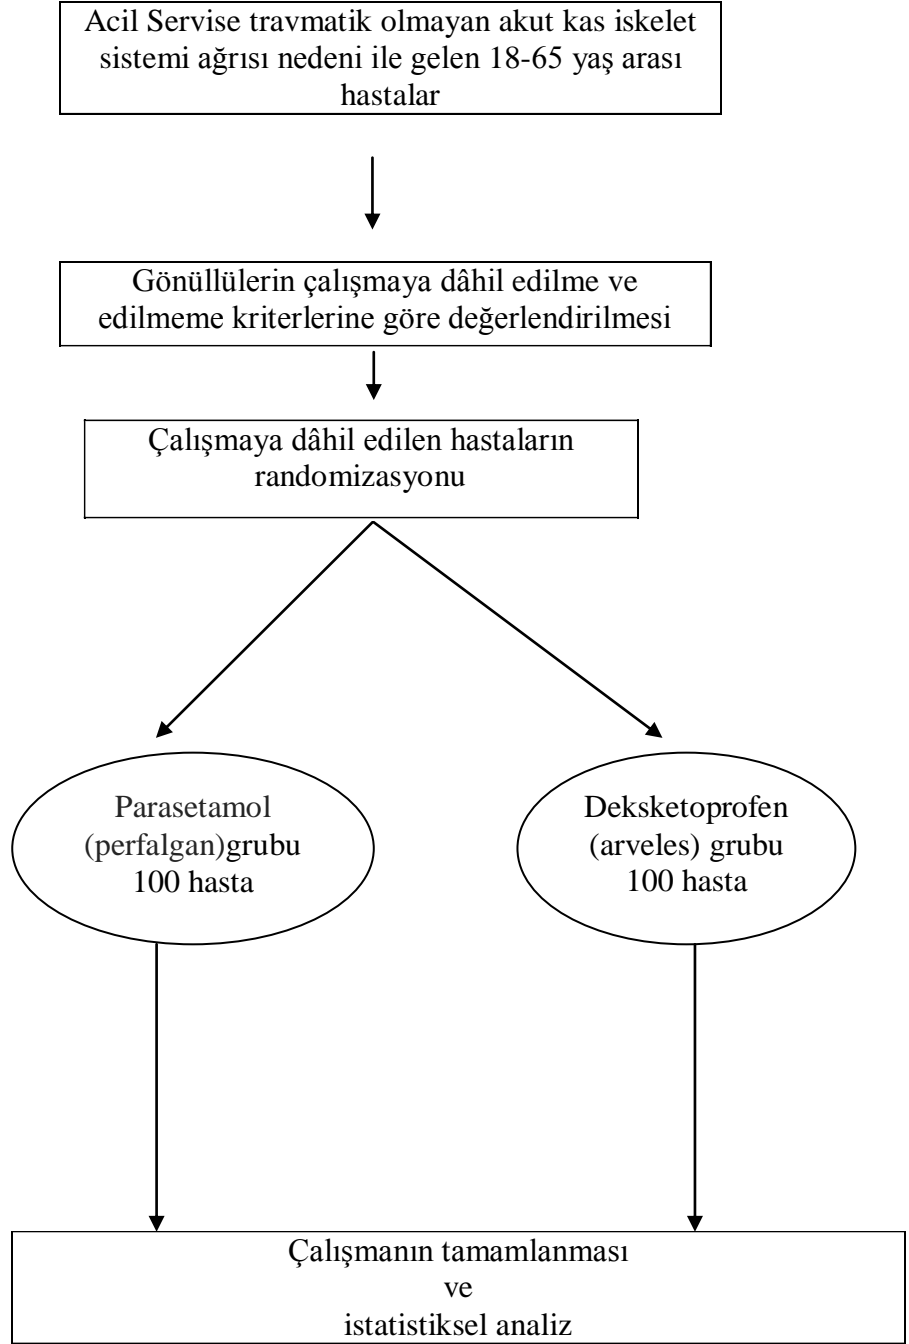 Acil Servise travmatik olmayan akut kas iskelet
sistemi ağrısı nedeni ile gelen 18-65 yaş arası
hastalar
Gönüllülerin çalışmaya dâhil edilme ve
edilmeme kriterlerine göre değerlendirilmesi
Çalışmaya dâhil edilen hastaların
randomizasyonu
Parasetamol
(perfalgan)grubu
100 hasta
Deksketoprofen
(arveles) grubu
100 hasta
Çalışmanın tamamlanması
ve
istatistiksel analiz